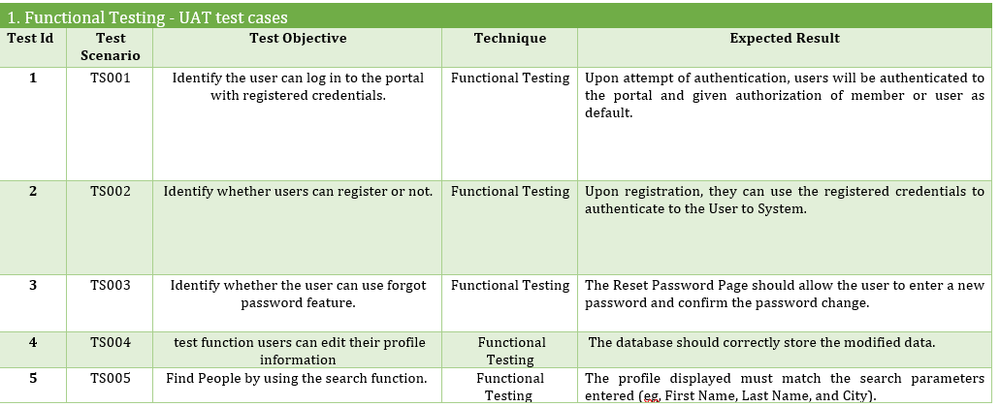 1. Functional Testing - UAT test cases
Test Id Test Scenario Test Objective Technique Expected Result
1 TS001 Identify the user can log in to the portal with registered credentials. Functional Testing Upon attempt of authentication, users will be authenticated to the portal and given authorization of member or user as default.
2 TS002 Identify whether users can register or not. Functional Testing Upon registration, they can use the registered credentials to authenticate to the User to System.
3 TS003 Identify whether the user can use forgot password feature. Functional Testing The Reset Password Page should allow the user to enter a new password and confirm the password change.
4 TS004 test function users can edit their profile information Functional Testing The database should correctly store the modified data.
5 TS005 Find People by using the search function. Functional Testing The profile displayed must match the search parameters entered (eg, First Name, Last Name, and City).